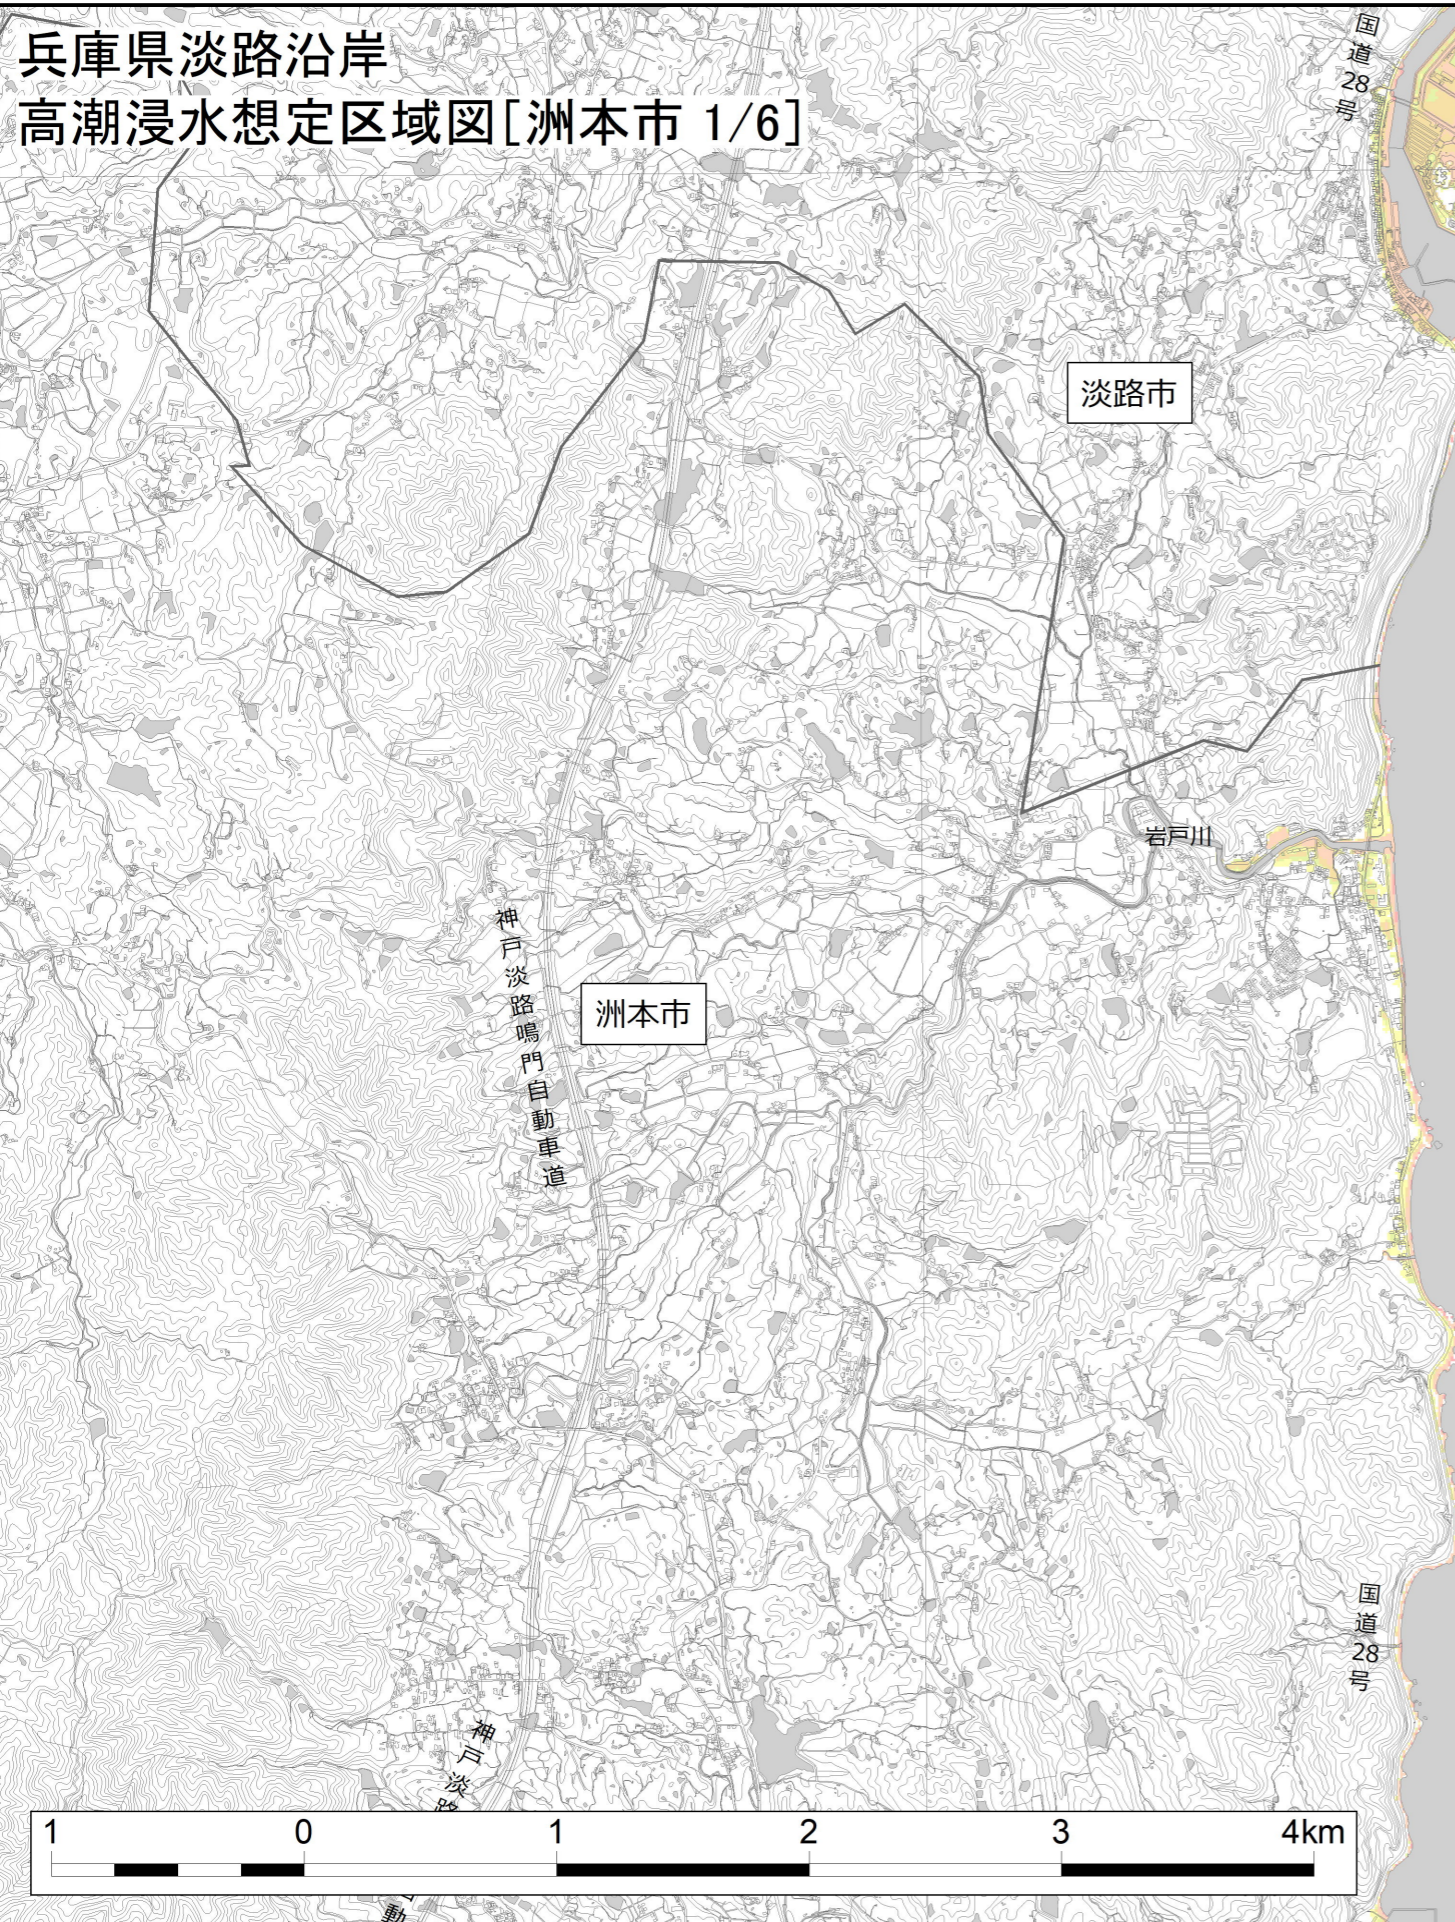 兵庫県淡路沿岸
高潮浸水想定区域図[洲本市 1/6]
国道28号
淡路市
岩戸川
神戸淡路鳴門自動車道
洲本市
国道28号
神戸淡路
動
1 0 1 2 3 4km